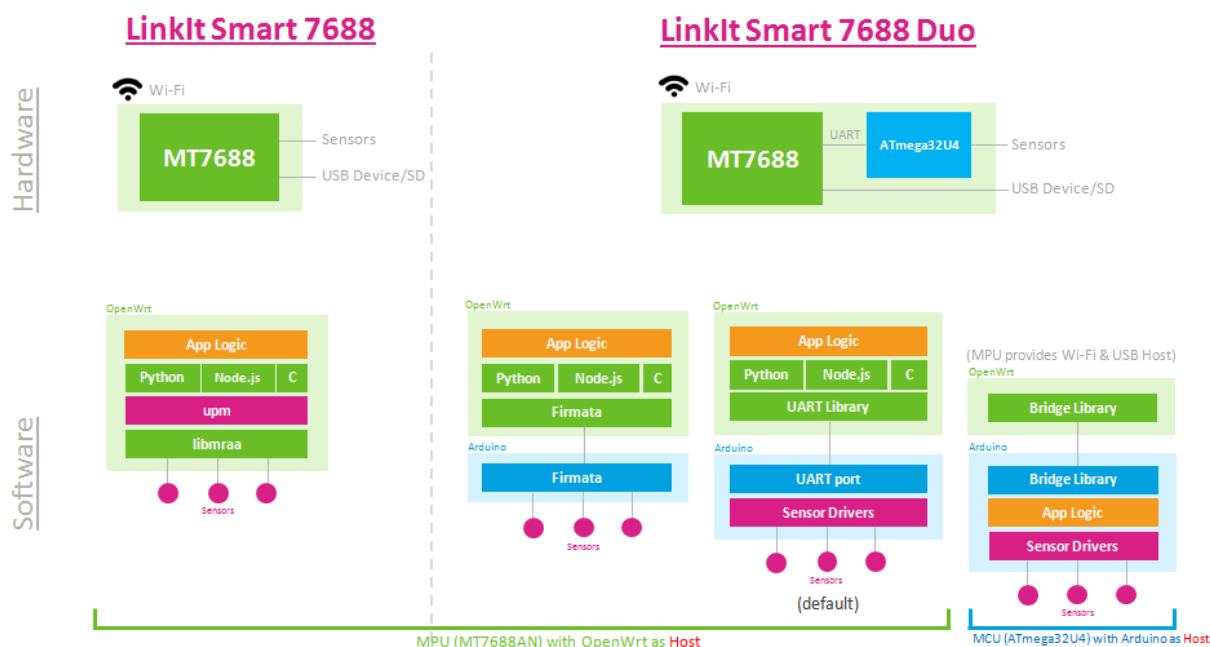 LinkIt Smart 7688
LinkIt Smart 7688 Duo
Hardware
Wi-Fi
MT7688
Sensors
USB Device/SD
Wi-Fi
MT7688
UART
ATmega32U4
Sensors
USB Device/SD
Software
OpenWrt
App Logic
Python Node.js C
upm
libmraa
Sensors
OpenWrt
App Logic
Python Node.js C
Firmata
Arduino
Firmata
Sensors
OpenWrt
App Logic
Python Node.js C
UART Library
Arduino
UART port
Sensor Drivers
Sensors
(default)
(MPU provides Wi-Fi & USB Host)
OpenWrt
Bridge Library
Arduino
Bridge Library
App Logic
Sensor Drivers
Sensors
MPU (MT7688AN) with OpenWrt as Host
MCU (ATmega32U4) with Arduino as Host